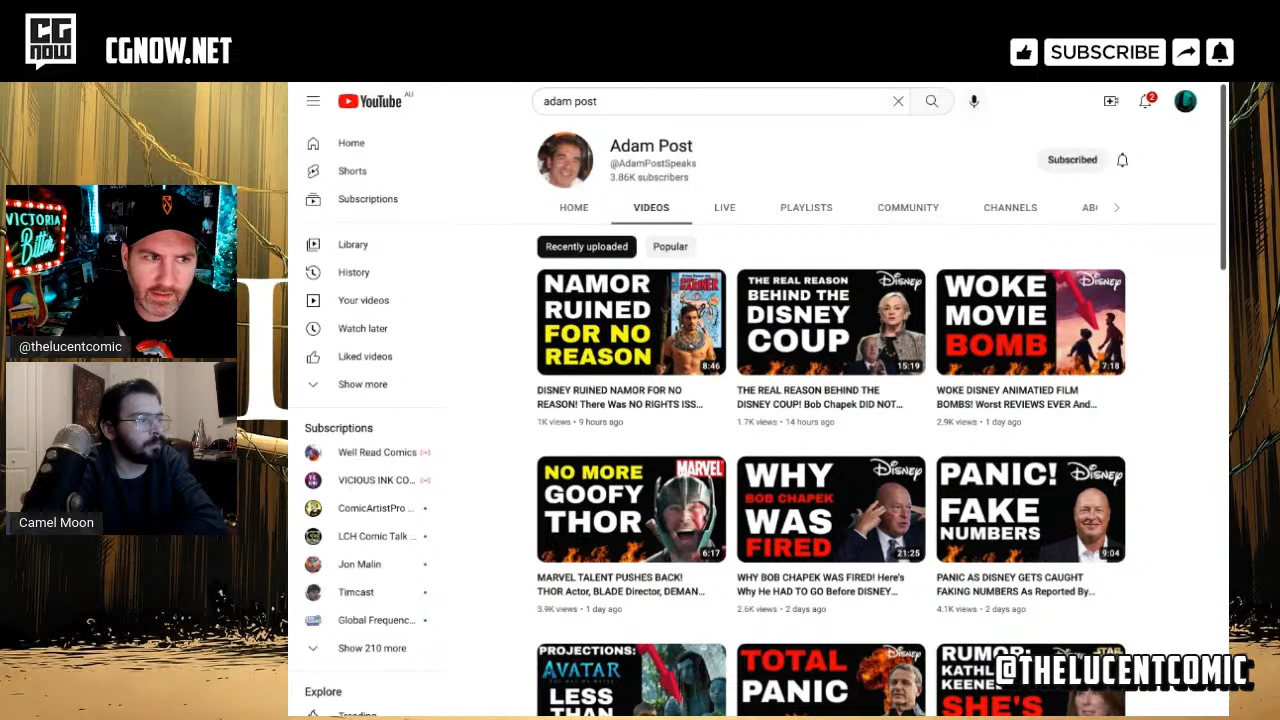 CG
NOW
CGNOW.NET
SUBSCRIBE
YouTube
AU
adam post
2
Home
Shorts
Subscriptions
Library
History
Your videos
Watch later
Liked videos
Show more
Subscriptions
Well Read Comics
VICIOUS INK CO...
ComicArtistPro ...
LCH Comic Talk ...
Jon Malin
Timcast
Global Frequenc...
Show 210 more
Explore
Trending
Adam Post
@AdamPostSpeaks
3.86K subscribers
Subscribed
HOME
VIDEOS
LIVE
PLAYLISTS
COMMUNITY
CHANNELS
Recently uploaded
Popular
NAMOR
RUINED
FOR NO
REASON
8:46
DISNEY RUINED NAMOR FOR NO
REASON! There Was NO RIGHTS ISS...
1K views • 9 hours ago
THE REAL REASON
BEHIND THE
DISNEY
COUP
Disney
15:19
THE REAL REASON BEHIND THE
DISNEY COUP! Bob Chapek DID NOT...
1.7K views • 14 hours ago
WOKE
MOVIE
BOMB
Disney
7:18
WOKE DISNEY ANIMATIED FILM
BOMBS! Worst REVIEWS EVER And...
2.9K views • 1 day ago
NO MORE
GOOFY
THOR
MARVEL
6:17
MARVEL TALENT PUSHES BACK!
THOR Actor, BLADE Director, DEMAN...
3.9K views • 1 day ago
WHY
BOB CHAPEK
WAS
FIRED
Disney
21:25
WHY BOB CHAPEK WAS FIRED! Here's
Why He HAD TO GO Before DISNEY...
2.6K views • 2 days ago
PANIC!
FAKE
NUMBERS
Disney
9:04
PANIC AS DISNEY GETS CAUGHT
FAKING NUMBERS As Reported By...
4.1K views • 2 days ago
PROJECTIONS:
AVATAR
LESS
THAN
TOTAL
PANIC
Disney
RUMOR:
SHE'S
VICTORIA
Bitter
@thelucentcomic
Camel Moon
@THELUCENTCOMIC